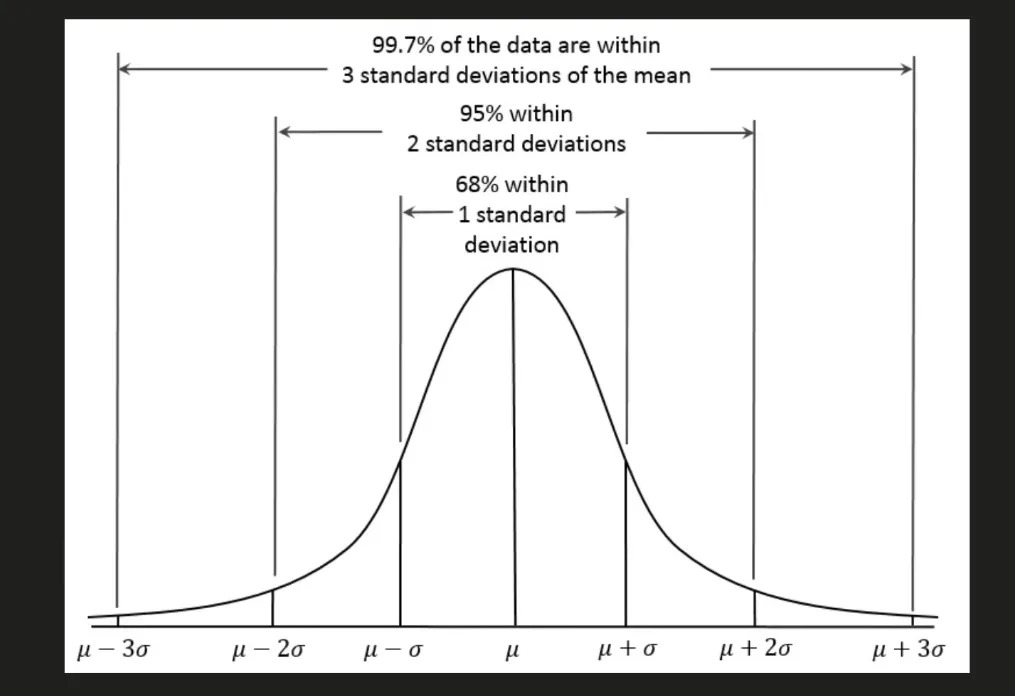 99.7% of the data are within
3 standard deviations of the mean
95% within
2 standard deviations
68% within
1 standard
deviation
μ − 3σ μ − 2σ μ − σ μ μ + σ μ + 2σ μ + 3σ